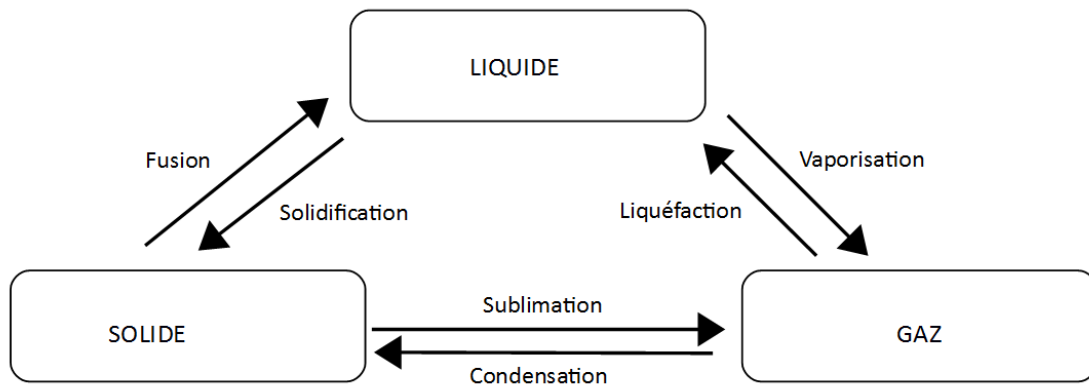 LIQUIDE
Fusion
Vaporisation
Solidification
Liquéfaction
Sublimation
SOLIDE
GAZ
Condensation